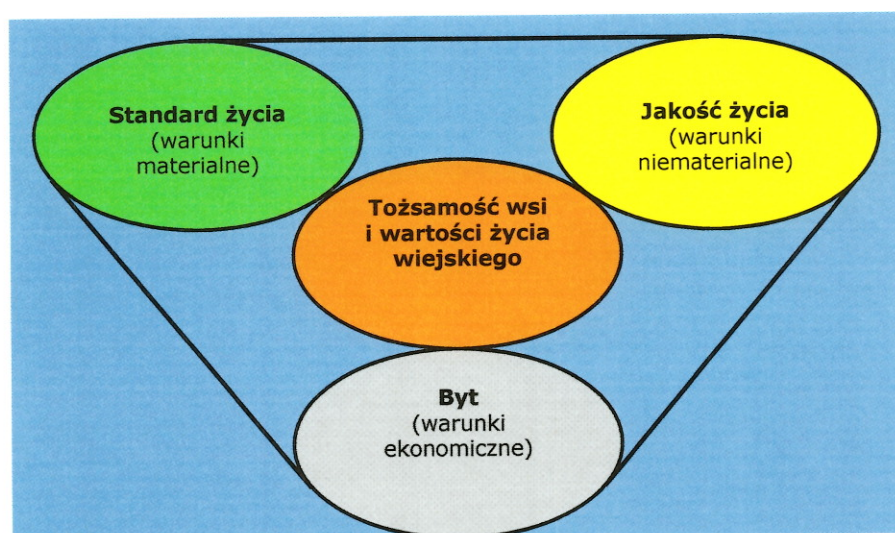 Standard życia
(warunki
materialne)
Jakość życia
(warunki
niematerialne)
Tożsamość wsi
i wartości życia
wiejskiego
Byt
(warunki
ekonomiczne)